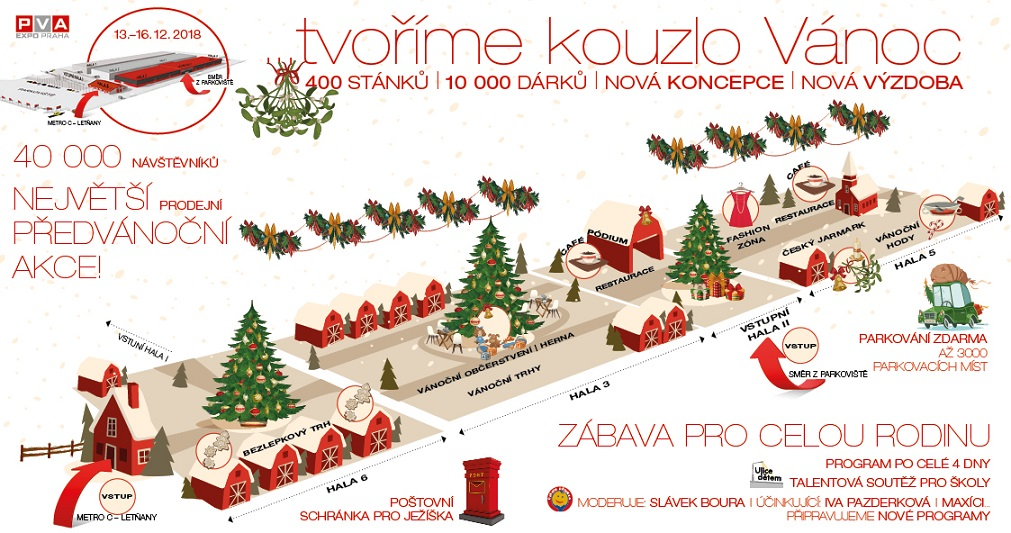 PVA
EXPO PRAHA
13.–16. 12. 2018
SMĚR
Z PARKOVIŠTĚ
METRO C – LETŇANY
tvoříme kouzlo Vánoc
400 STÁNKŮ | 10 000 DÁRKŮ | NOVÁ KONCEPCE | NOVÁ VÝZDOBA
40 000 NÁVŠTĚVNÍKŮ
NEJVĚTŠÍ PRODEJNÍ
PŘEDVÁNOČNÍ
AKCE!
CAFÉ
RESTAURACE
FASHION
ZÓNA
ČESKÝ JARMARK
VÁNOČNÍ
HODY
HALA 5
CAFÉ
PÓDIUM
RESTAURACE
VSTUPNÍ
HALA II
VSTUP
SMĚR Z PARKOVIŠTĚ
PARKOVÁNÍ ZDARMA
AŽ 3000
PARKOVACÍCH MÍST
VSTUNÍ HALA I
VÁNOČNÍ OBČERSTVENÍ | HERNA
VÁNOČNÍ TRHY
HALA 3
BEZLEPKOVÝ TRH
HALA 6
VSTUP
METRO C – LETŇANY
POŠTOVNÍ
SCHRÁNKA PRO JEŽÍŠKA
POST
ZÁBAVA PRO CELOU RODINU
PROGRAM PO CELÉ 4 DNY
Ulice
dětem
TALENTOVÁ SOUTĚŽ PRO ŠKOLY
MODERUJE: SLÁVEK BOURA | ÚČINKUJÍCÍ: IVA PAZDERKOVÁ | MAXÍCI...
PŘIPRAVUJEME NOVÉ PROGRAMY